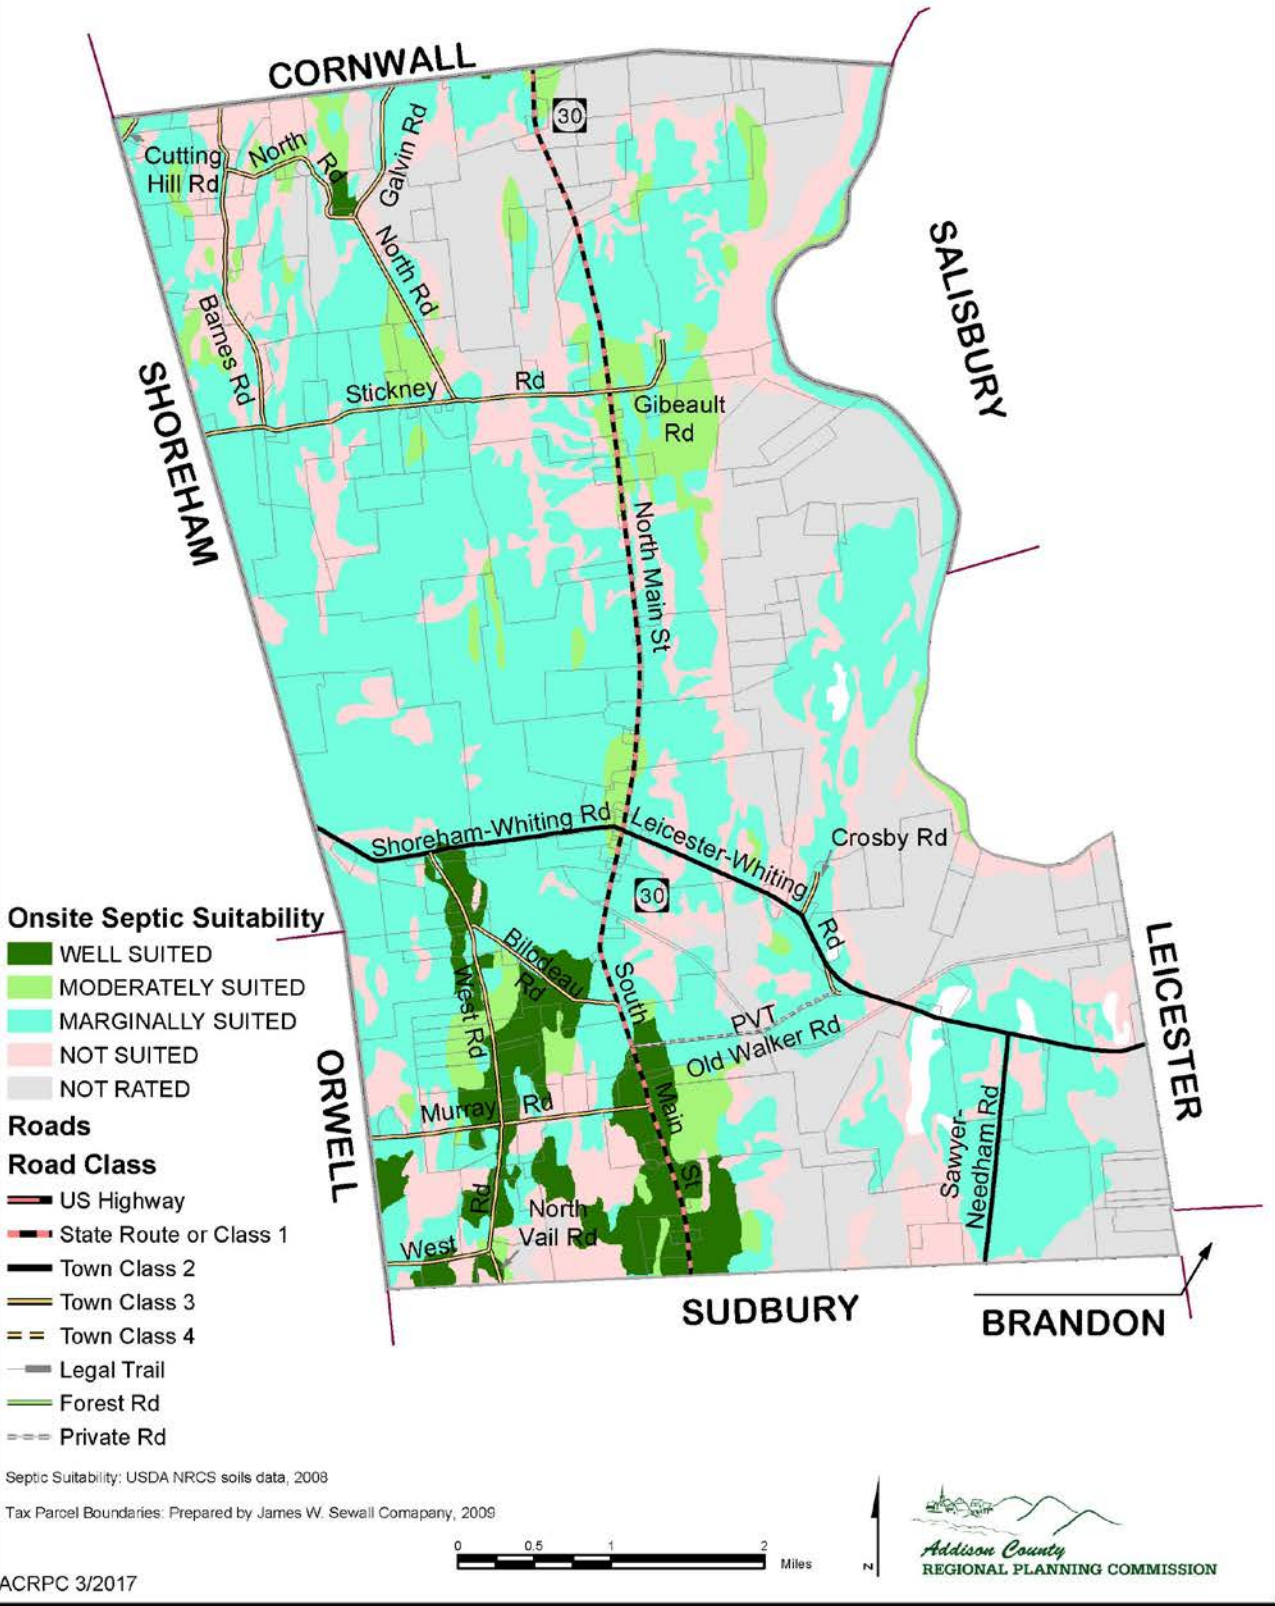 CORNWALL
30
Cutting
Hill Rd
North
Rd
Galvin Rd
North Rd
SALISBURY
Barnes Rd
SHOREHAM
Stickney
Rd
Gibeault
Rd
North Main St
Shoreham-Whiting Rd
Leicester-Whiting
Rd
Crosby Rd
30
Bilodeau
Rd
West Rd
South
Main
St
PVT
Old Walker Rd
LEICESTER
ORWELL
Murray
Rd
Sawyer-
Needham Rd
Rd
North
Vail Rd
West
SUDBURY
BRANDON
Onsite Septic Suitability
WELL SUITED
MODERATELY SUITED
MARGINALLY SUITED
NOT SUITED
NOT RATED
Roads
Road Class
US Highway
State Route or Class 1
Town Class 2
Town Class 3
Town Class 4
Legal Trail
Forest Rd
Private Rd
Septic Suitability: USDA NRCS soils data, 2008
Tax Parcel Boundaries: Prepared by James W. Sewall Comapany, 2009
0 0.5 1 2
Miles
N
Addison County
REGIONAL PLANNING COMMISSION
ACRPC 3/2017